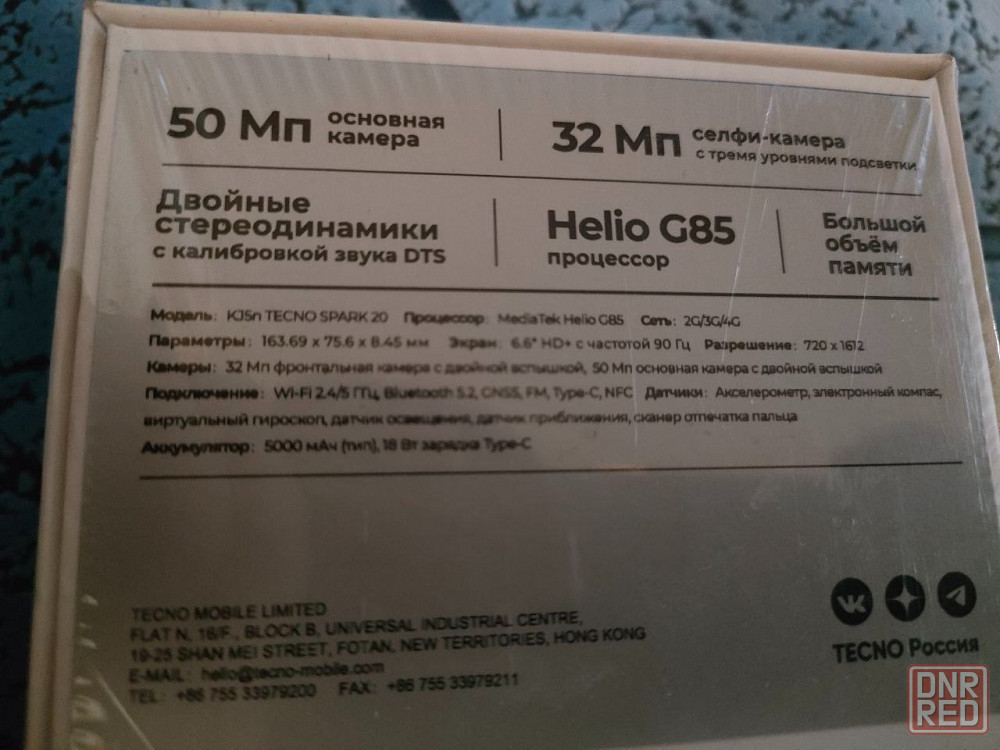 50 Мп основная камера
32 Мп селфи-камера
с тремя уровнями подсветки
Двойные
стереодинамики
с калибровкой звука DTS
Helio G85
процессор
Большой
объём
памяти
Модель: KJ5n TECNO SPARK 20 Процессор: MediaTek Helio G85 Сеть: 2G/3G/4G
Параметры: 163.69 x 75.6 x 8.45 мм Экран: 6.6" HD+ с частотой 90 Гц Разрешение: 720 x 1612
Камеры: 32 Мп фронтальная камера с двойной вспышкой, 50 Мп основная камера с двойной вспышкой
Подключение: Wi-Fi 2.4/5 ГГц, Bluetooth 5.2, GNSS, FM, Type-C, NFC Датчики: Акселерометр, электронный компас,
виртуальный гироскоп, датчик освещения, датчик приближения, сканер отпечатка пальца
Аккумулятор: 5000 мАч (тип), 18 Вт зарядка Type-C
TECNO MOBILE LIMITED
FLAT N, 16/F., BLOCK B, UNIVERSAL INDUSTRIAL CENTRE,
19-25 SHAN MEI STREET, FOTAN, NEW TERRITORIES, HONG KONG
E-MAIL: hello@tecno-mobile.com
TEL: +86 755 33979200 FAX: +86 755 33979211
TECNO Россия
DNR
RED